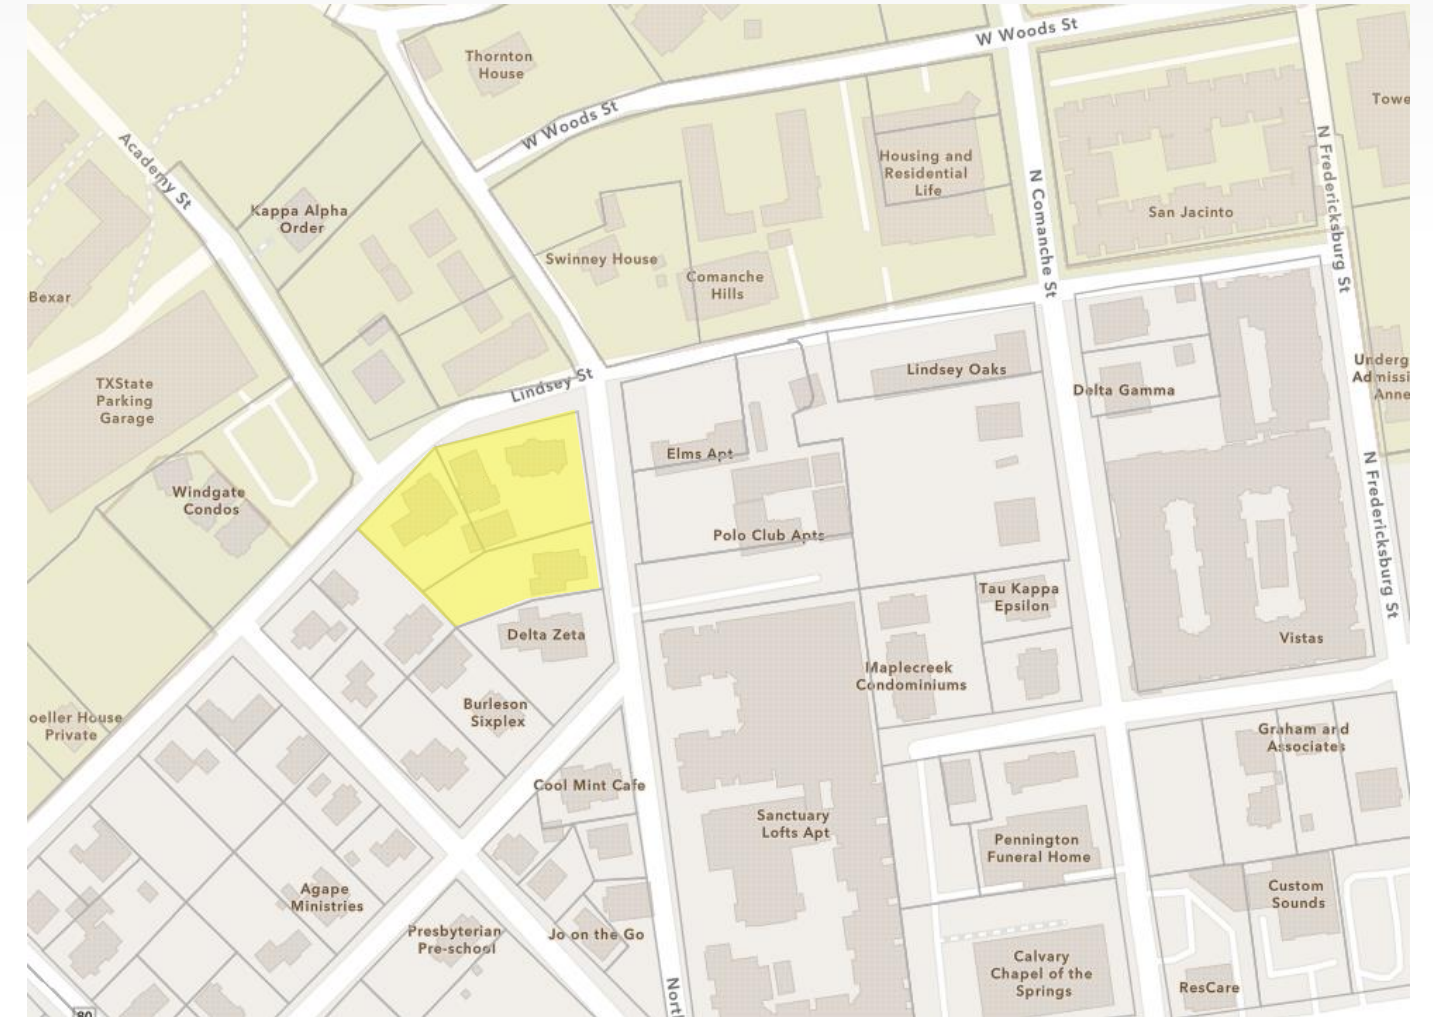 W Woods St
Thornton
House
Towe
W Woods St
Academy St
N Fredericksburg St
Housing and
Residential
Life
N Comanche St
Kappa Alpha
Order
San Jacinto
Swinney House
Comanche
Hills
Bexar
TXState
Parking
Garage
Lindsey St
Lindsey Oaks
Delta Gamma
Underg
Admissi
Anne
Elms Apt
Windgate
Condos
Polo Club Apts
N Fredericksburg St
Tau Kappa
Epsilon
Delta Zeta
Vistas
Maplecreek
Condominiums
Burleson
Sixplex
oeller House
Private
Graham and
Associates
Cool Mint Cafe
Sanctuary
Lofts Apt
Pennington
Funeral Home
Agape
Ministries
Custom
Sounds
Presbyterian
Pre-school
Jo on the Go
Calvary
Chapel of the
Springs
ResCare
North
80